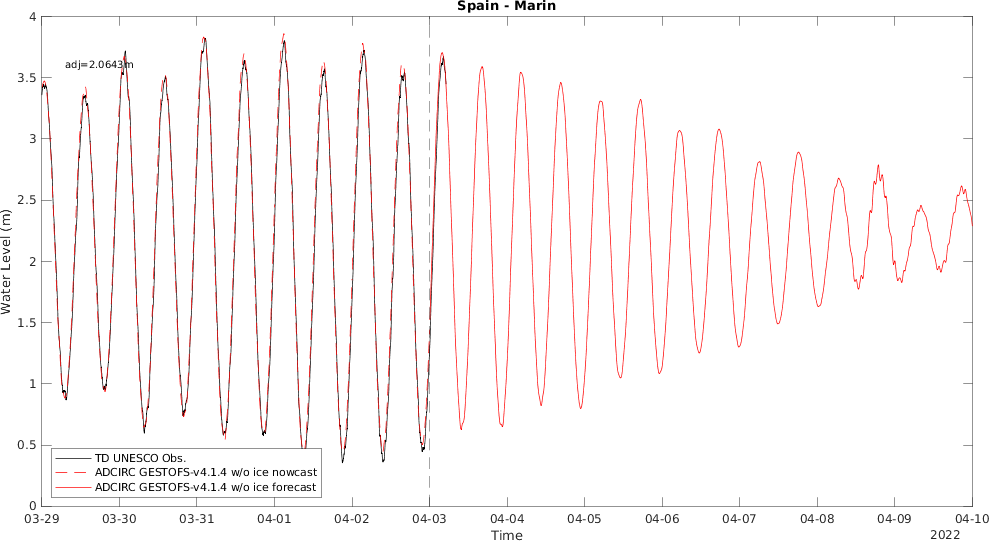 Spain - Marin
4
3.5
3
2.5
2
1.5
1
0.5
0
Water Level (m)
adj=2.0643m
TD UNESCO Obs.
ADCIRC GESTOFS-v4.1.4 w/o ice nowcast
ADCIRC GESTOFS-v4.1.4 w/o ice forecast
03-29 03-30 03-31 04-01 04-02 04-03 04-04 04-05 04-06 04-07 04-08 04-09 04-10
Time
2022